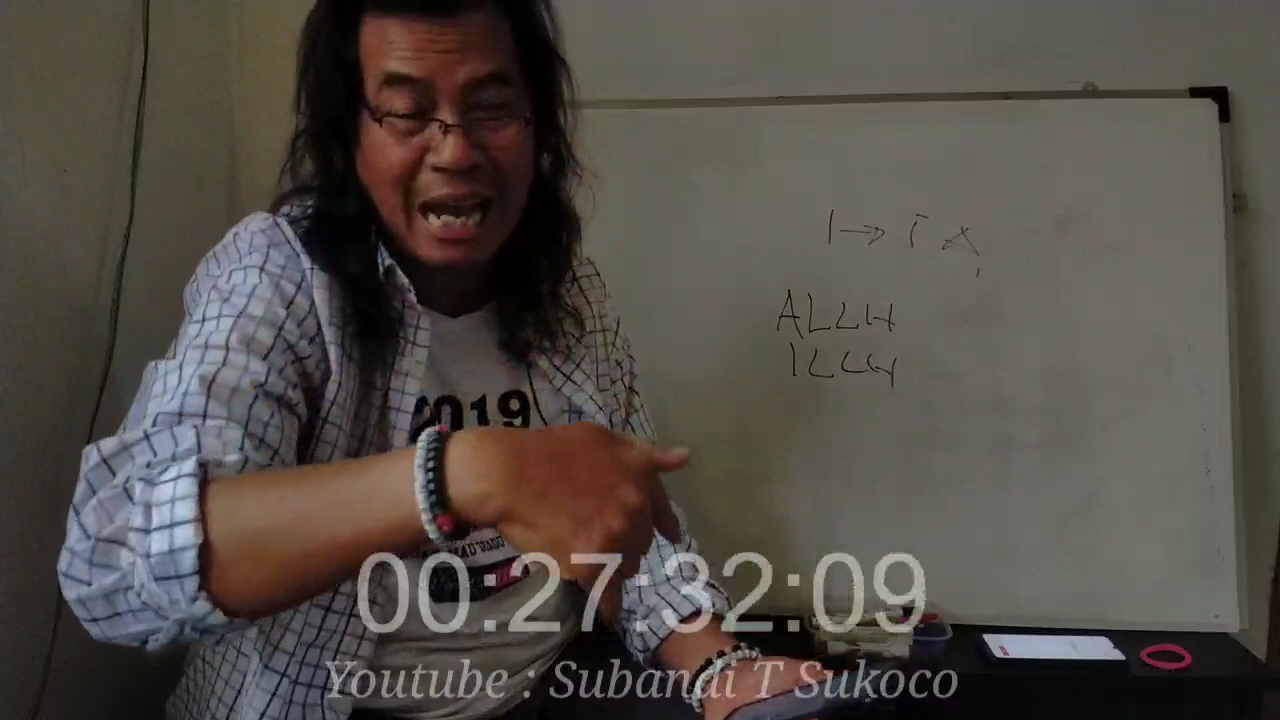 I → i A
ALLH
ILLH
2019
00:27:32:09
Youtube : Subandi T Sukoco